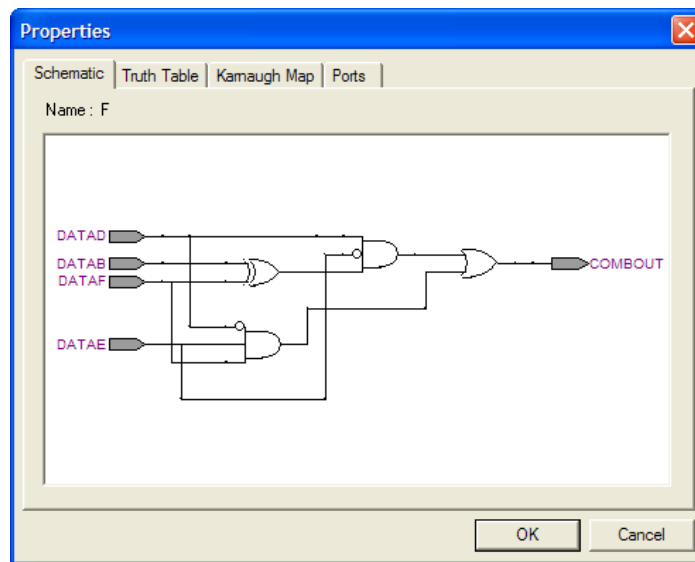 Properties
Schematic Truth Table Karnaugh Map Ports
Name : F
DATAD
DATAB
DATAF
DATAE
COMBOUT
OK Cancel